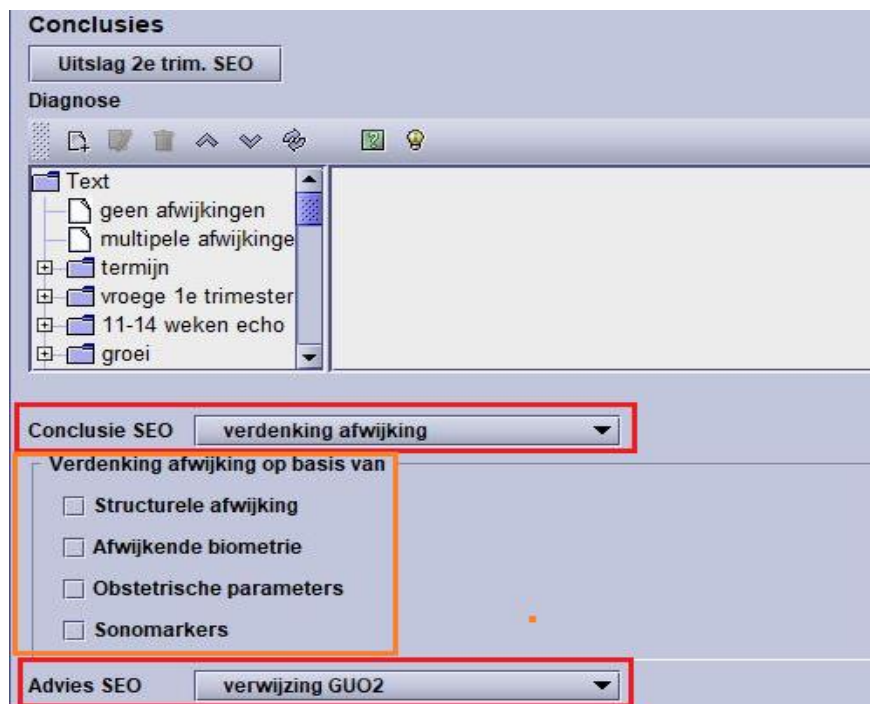 Conclusies
Uitslag 2e trim. SEO
Diagnose
Text
geen afwijkingen
multipele afwijkinge
termijn
vroege 1e trimester
11-14 weken echo
groei
Conclusie SEO verdenking afwijking
Verdenking afwijking op basis van
Structurele afwijking
Afwijkende biometrie
Obstetrische parameters
Sonomarkers
Advies SEO verwijzing GUO2